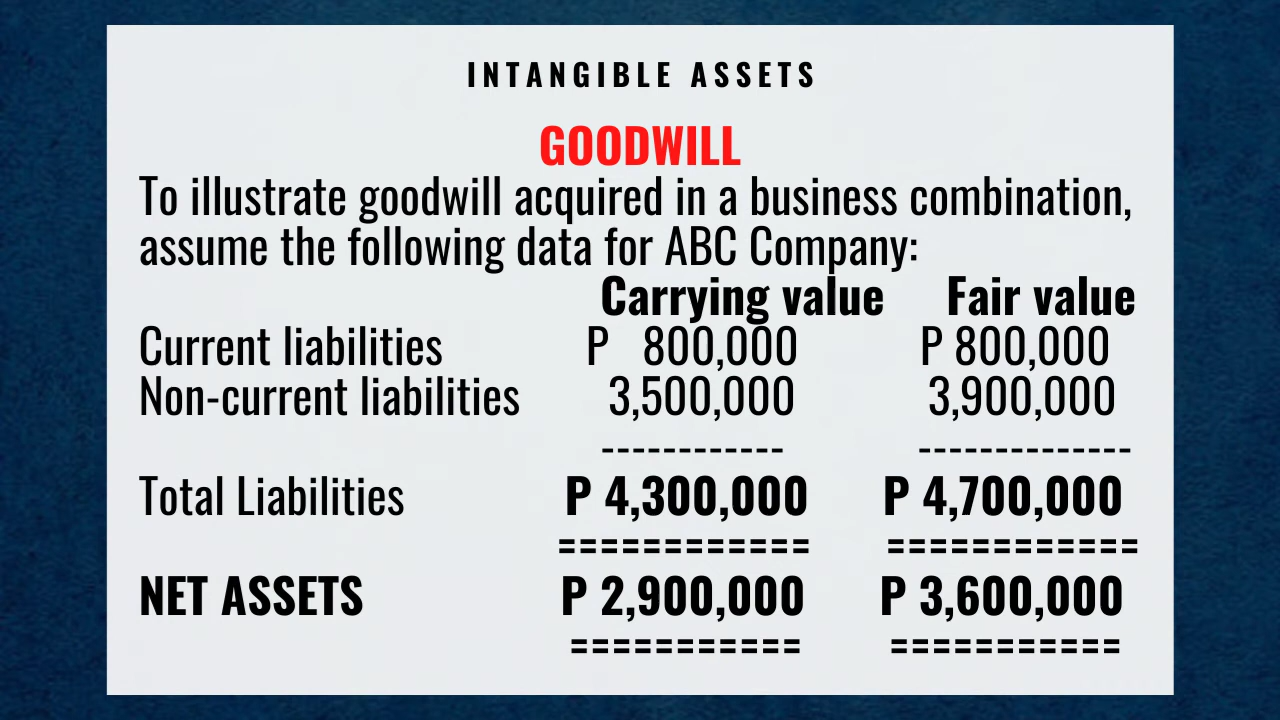 INTANGIBLE ASSETS
GOODWILL
To illustrate goodwill acquired in a business combination,
assume the following data for ABC Company:
Carrying value Fair value
Current liabilities P 800,000 P 800,000
Non-current liabilities 3,500,000 3,900,000
------------ --------------
Total Liabilities P 4,300,000 P 4,700,000
============ ============
NET ASSETS P 2,900,000 P 3,600,000
=========== ===========